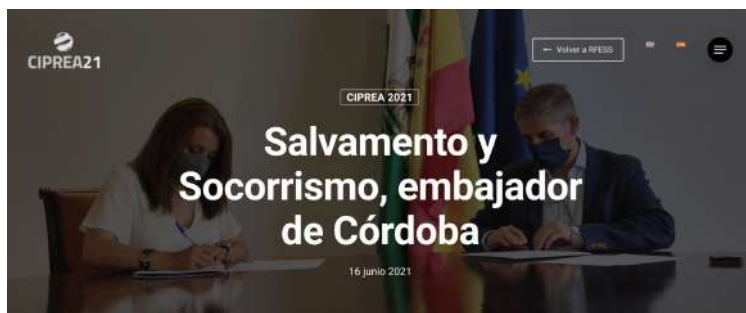 CIPREA21
← Volver a RFESS
CIPREA 2021
Salvamento y
Socorrismo, embajador
de Córdoba
16 junio 2021